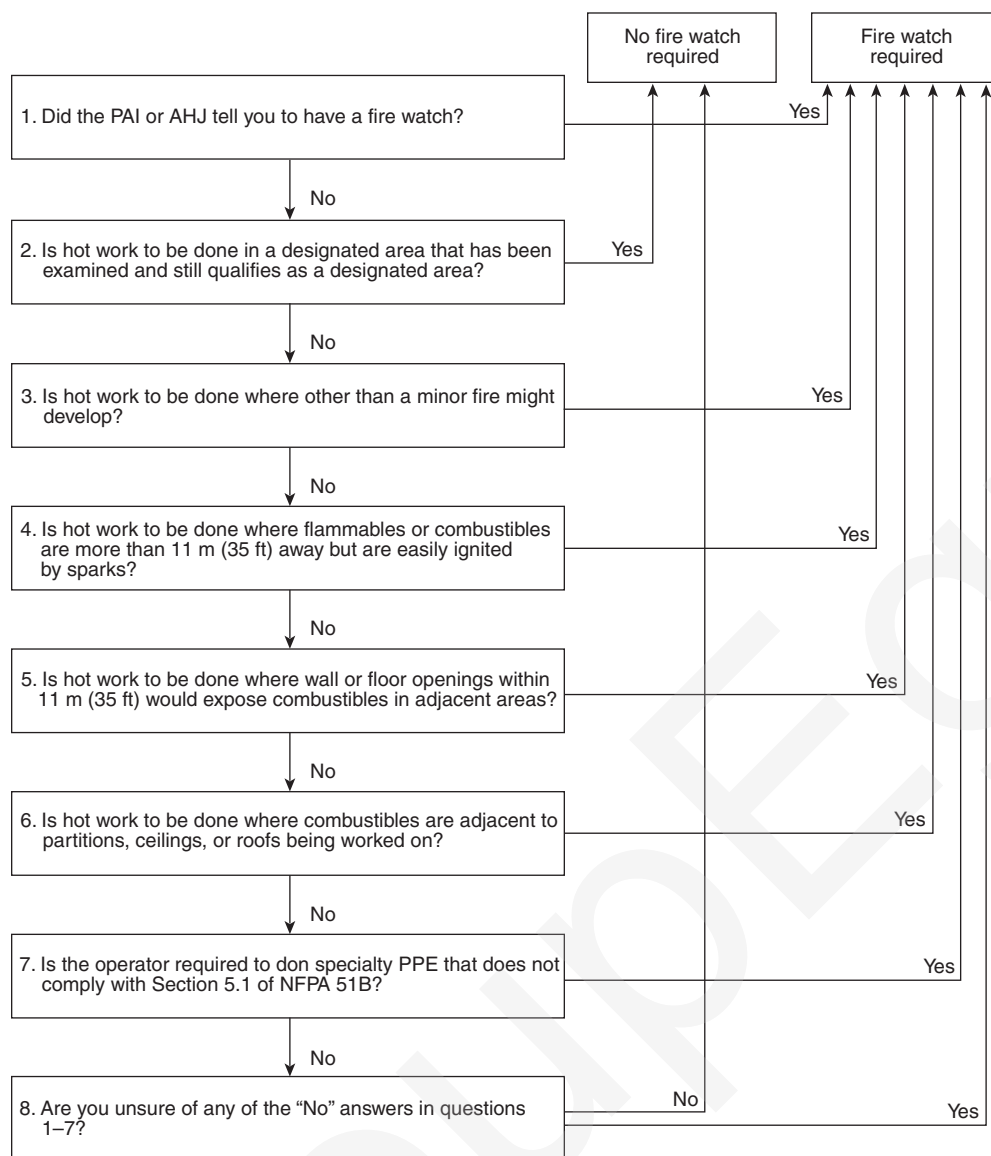 No fire watch
required
Fire watch
required
1. Did the PAI or AHJ tell you to have a fire watch?
Yes
No
2. Is hot work to be done in a designated area that has been
examined and still qualifies as a designated area?
Yes
No
3. Is hot work to be done where other than a minor fire might
develop?
Yes
No
4. Is hot work to be done where flammables or combustibles
are more than 11 m (35 ft) away but are easily ignited
by sparks?
Yes
No
5. Is hot work to be done where wall or floor openings within
11 m (35 ft) would expose combustibles in adjacent areas?
Yes
No
6. Is hot work to be done where combustibles are adjacent to
partitions, ceilings, or roofs being worked on?
Yes
No
7. Is the operator required to don specialty PPE that does not
comply with Section 5.1 of NFPA 51B?
Yes
No
8. Are you unsure of any of the “No” answers in questions
1–7?
No
Yes